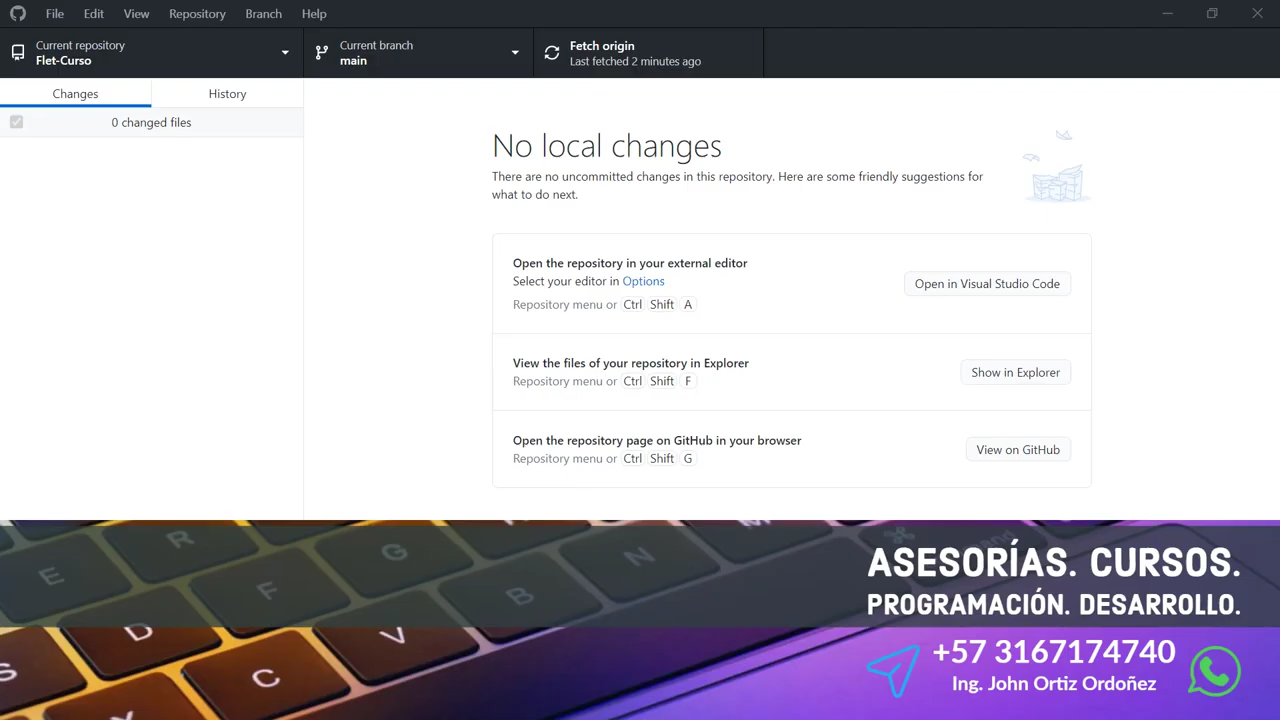 File Edit View Repository Branch Help
Current repository
Flet-Curso
Current branch
main
Fetch origin
Last fetched 2 minutes ago
Changes
History
0 changed files
No local changes
There are no uncommitted changes in this repository. Here are some friendly suggestions for
what to do next.
Open the repository in your external editor
Select your editor in Options
Repository menu or Ctrl Shift A
Open in Visual Studio Code
View the files of your repository in Explorer
Repository menu or Ctrl Shift F
Show in Explorer
Open the repository page on GitHub in your browser
Repository menu or Ctrl Shift G
View on GitHub
R
G
M
E
F
B
N
D
V
S
C
ASESORÍAS. CURSOS.
PROGRAMACIÓN. DESARROLLO.
+57 3167174740
Ing. John Ortiz Ordoñez